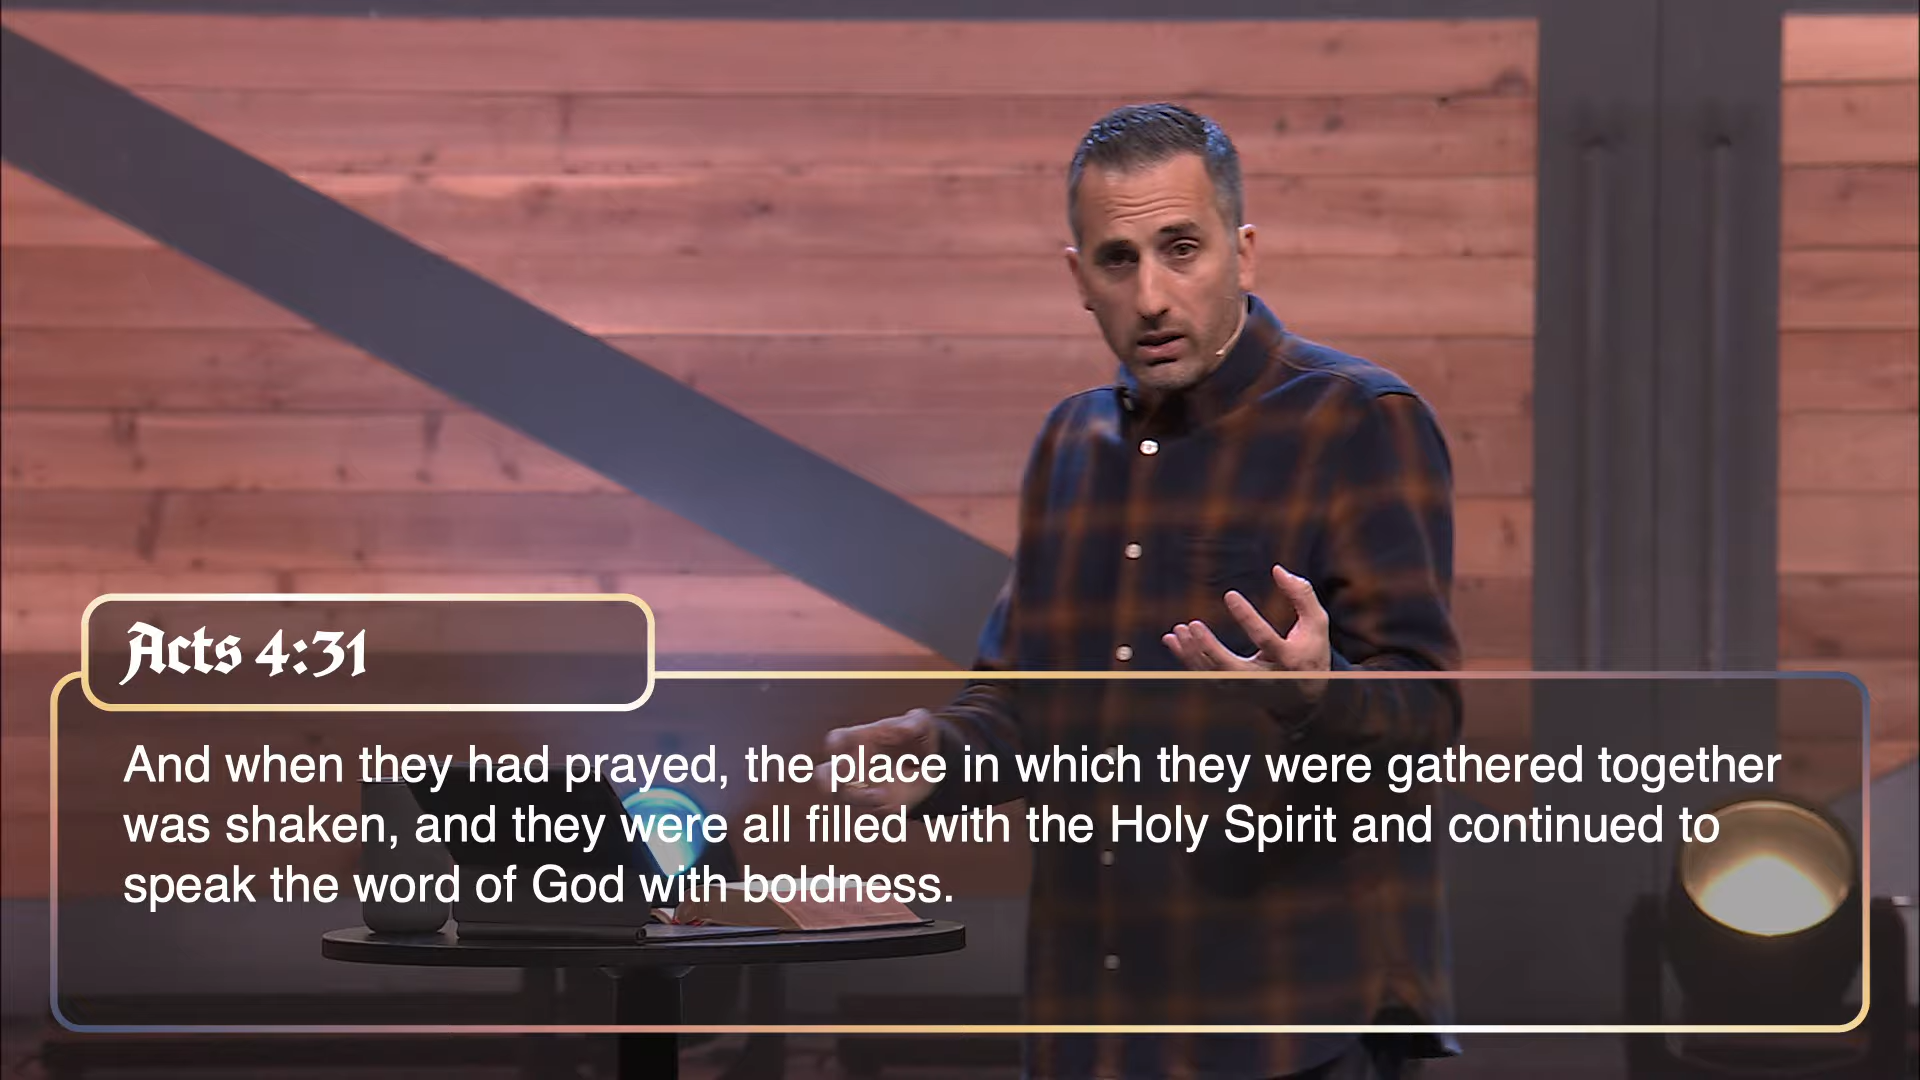 Acts 4:31
And when they had prayed, the place in which they were gathered together
was shaken, and they were all filled with the Holy Spirit and continued to
speak the word of God with boldness.